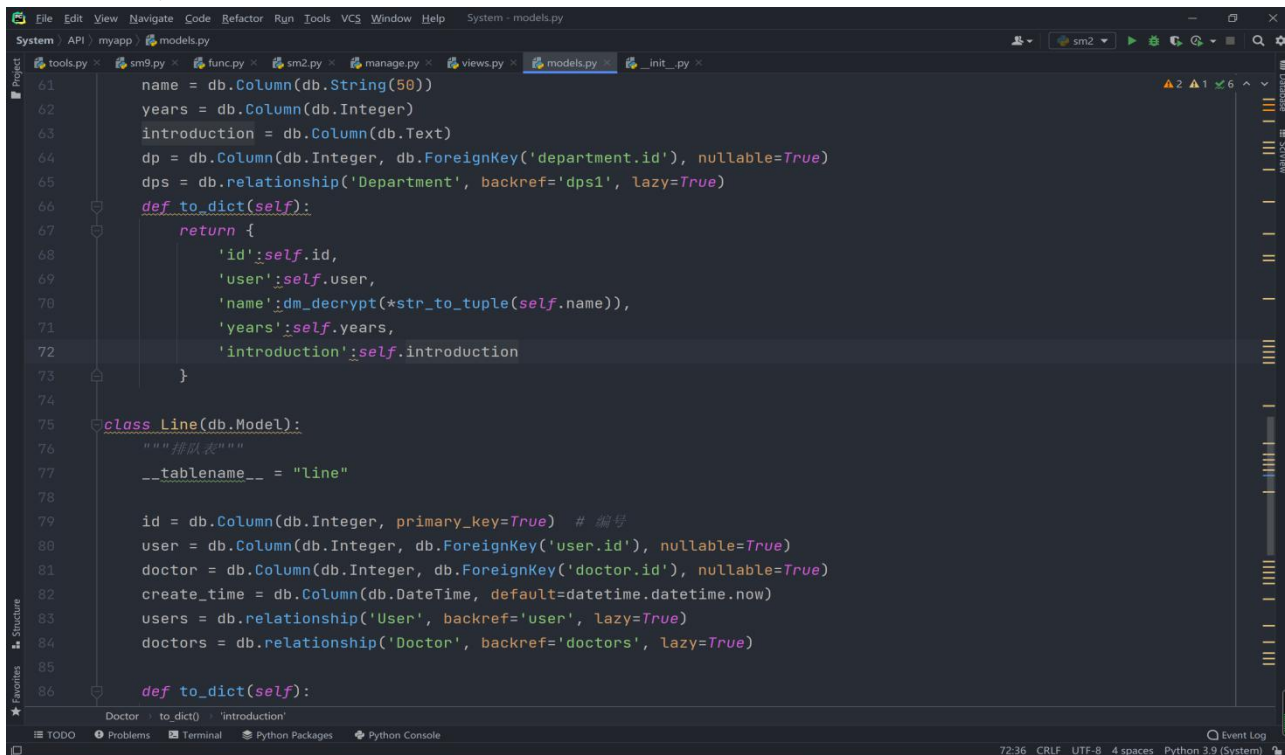 File Edit View Navigate Code Refactor Run Tools VCS Window Help System - models.py
System API myapp models.py sm2
tools.py sm9.py func.py sm2.py manage.py views.py models.py __init__.py
Project
Database
SciView
2 1 6
61 name = db.Column(db.String(50))
62 years = db.Column(db.Integer)
63 introduction = db.Column(db.Text)
64 dp = db.Column(db.Integer, db.ForeignKey('department.id'), nullable=True)
65 dps = db.relationship('Department', backref='dps1', lazy=True)
66 def to_dict(self):
67 return {
68 'id':self.id,
69 'user':self.user,
70 'name':dm_decrypt(*str_to_tuple(self.name)),
71 'years':self.years,
72 'introduction':self.introduction
73 }
74
75 class Line(db.Model):
76 """排队表"""
77 __tablename__ = "line"
78
79 id = db.Column(db.Integer, primary_key=True) # 编号
80 user = db.Column(db.Integer, db.ForeignKey('user.id'), nullable=True)
81 doctor = db.Column(db.Integer, db.ForeignKey('doctor.id'), nullable=True)
82 create_time = db.Column(db.DateTime, default=datetime.datetime.now)
83 users = db.relationship('User', backref='user', lazy=True)
84 doctors = db.relationship('Doctor', backref='doctors', lazy=True)
85
86 def to_dict(self):
Structure
Favorites
Doctor to_dict() 'introduction'
TODO Problems Terminal Python Packages Python Console Event Log
72:36 CRLF UTF-8 4 spaces Python 3.9 (System)